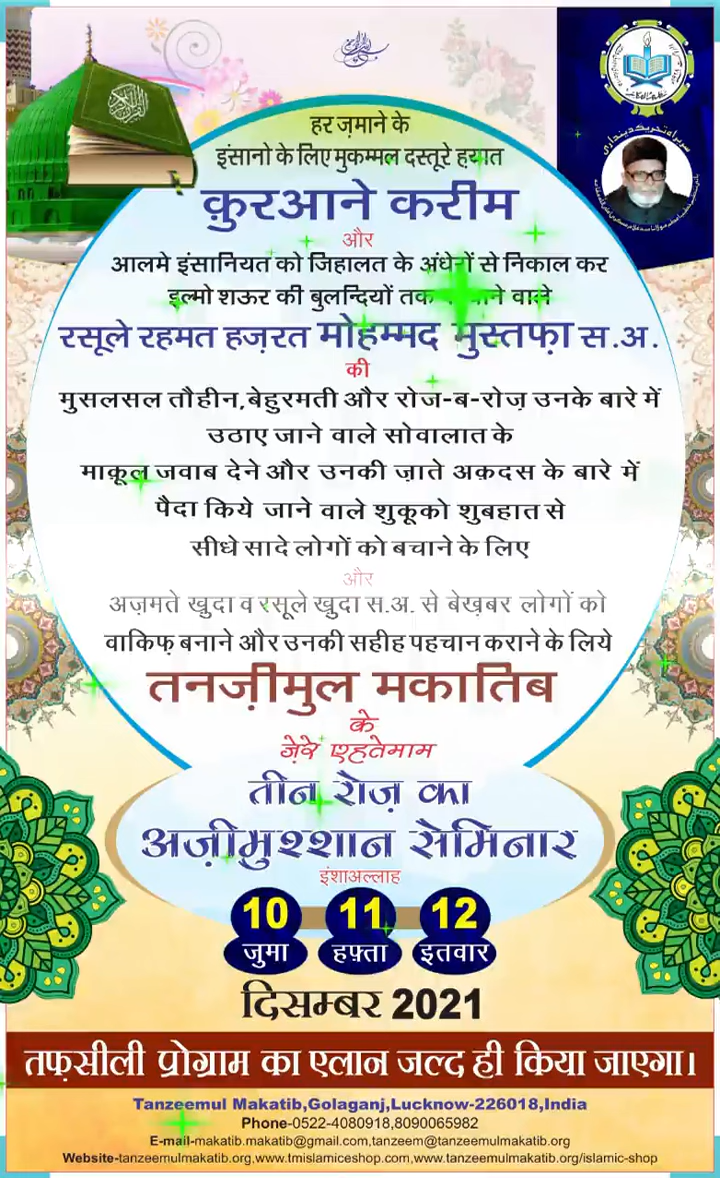 हर ज़माने के
इंसानो के लिए मुकम्मल दस्तूरे हयात
क़ुरआने करीम
और
आलमे इंसानियत को जिहालत के अंधेरों से निकाल कर
इल्मो शऊर की बुलन्दियों तक वाले
रसूले रहमत हज़रत मोहम्मद मुस्तफ़ा स.अ.
की
मुसलसल तौहीन,बेहुरमती और रोज-ब-रोज़ उनके बारे में
उठाए जाने वाले सोवालात के
माक़ूल जवाब देने और उनकी ज़ाते अक़दस के बारे में
पैदा किये जाने वाले शुकूको शुबहात से
सीधे सादे लोगों को बचाने के लिए
और
अज़मते खुदा व रसूले खुदा स.अ. से बेख़बर लोगों को
वाकिफ़ बनाने और उनकी सहीह पहचान कराने के लिये
तनज़ीमुल मकातिब
के
ज़ेरे एहतेमाम
तीन रोज़ का
अज़ीमुश्शान सेमिनार
इंशाअल्लाह
10 11 12
जुमा हफ़्ता इतवार
दिसम्बर 2021
तफ़सीली प्रोग्राम का एलान जल्द ही किया जाएगा।
Tanzeemul Makatib,Golaganj,Lucknow-226018,India
Phone-0522-4080918,8090065982
E-mail-makatib.makatib@gmail.com,tanzeem@tanzeemulmakatib.org
Website-tanzeemulmakatib.org,www.tmislamiceshop.com,www.tanzeemulmakatib.org/islamic-shop